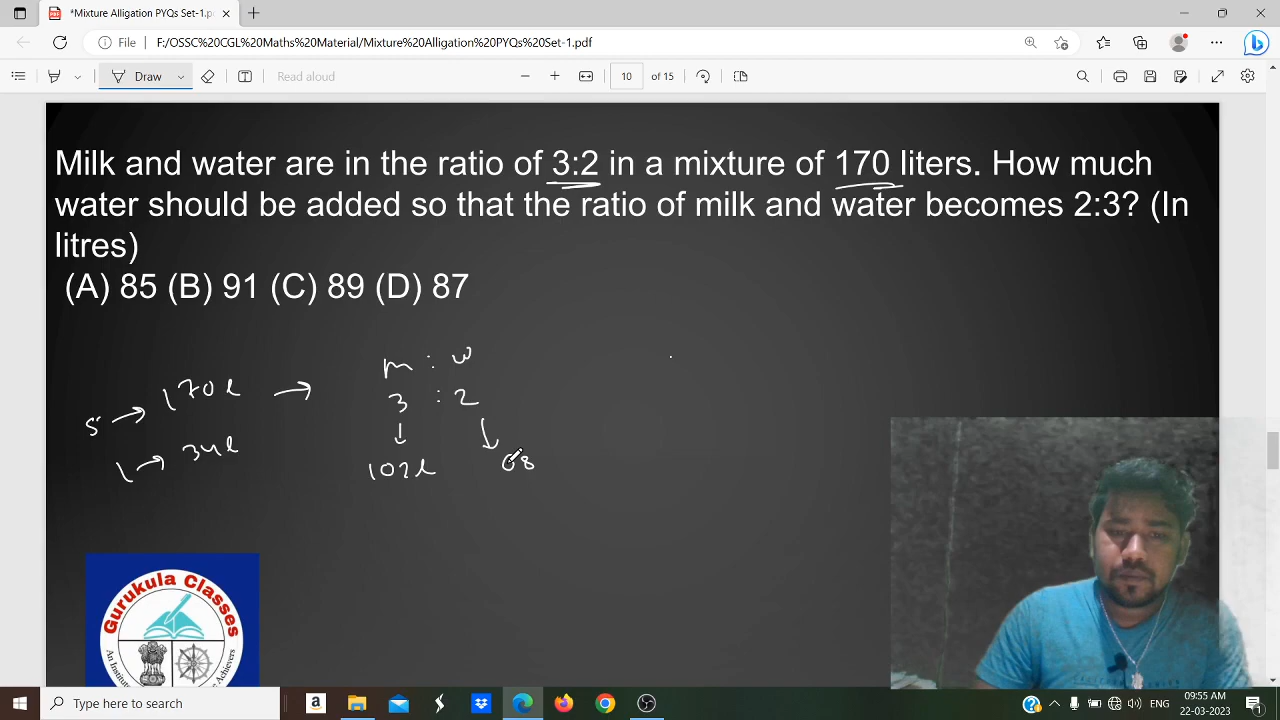 *Mixture Alligation PYQs Set-1.p
File
F:/OSSC%20CGL%20Maths%20Material/Mixture%20Alligation%20PYQs%20Set-1.pdf
Draw
Read aloud
10 of 15
Milk and water are in the ratio of 3:2 in a mixture of 170 liters. How much
water should be added so that the ratio of milk and water becomes 2:3? (In
litres)
(A) 85 (B) 91 (C) 89 (D) 87
m : w
5 → 170 l → 3 : 2
1 → 34 l
102 l 68
Gurukula Classes
Type here to search
ENG
09:55 AM
22-03-2023